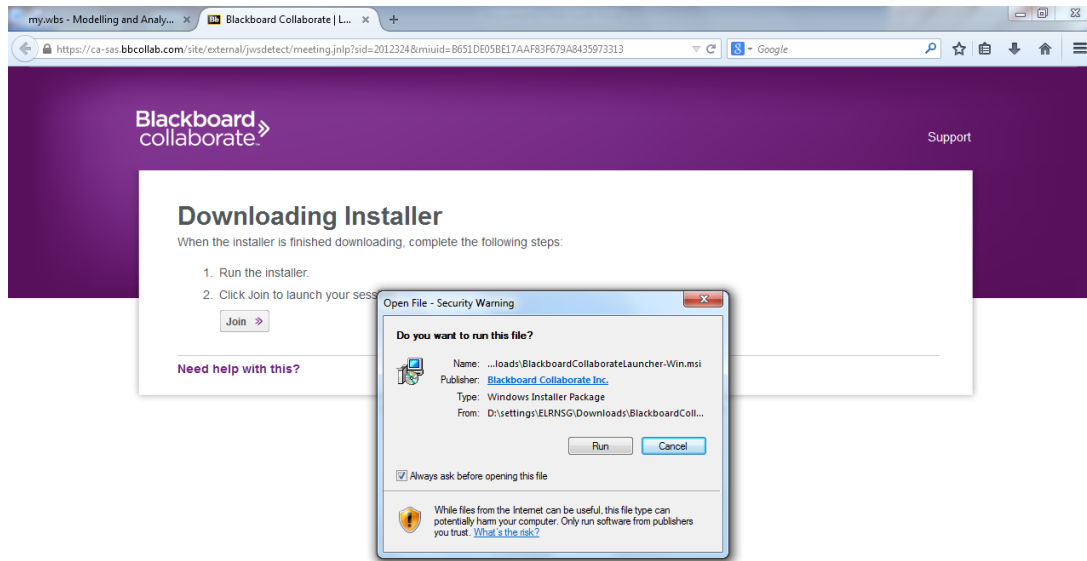 my.wbs - Modelling and Analy...
Blackboard Collaborate | L...
https://ca-sas.bbcollab.com/site/external/jwsdetect/meeting.jnlp?sid=2012324&miuid=B651DE05BE17AAF83F679A8435973313
Google
Blackboard
collaborate
Support
Downloading Installer
When the installer is finished downloading, complete the following steps:
1. Run the installer.
2. Click Join to launch your sess
Join
Need help with this?
Open File - Security Warning
Do you want to run this file?
Name: ...loads\BlackboardCollaborateLauncher-Win.msi
Publisher: Blackboard Collaborate Inc.
Type: Windows Installer Package
From: D:\settings\ELRNSG\Downloads\BlackboardColl...
Run Cancel
Always ask before opening this file
While files from the Internet can be useful, this file type can
potentially harm your computer. Only run software from publishers
you trust. What's the risk?